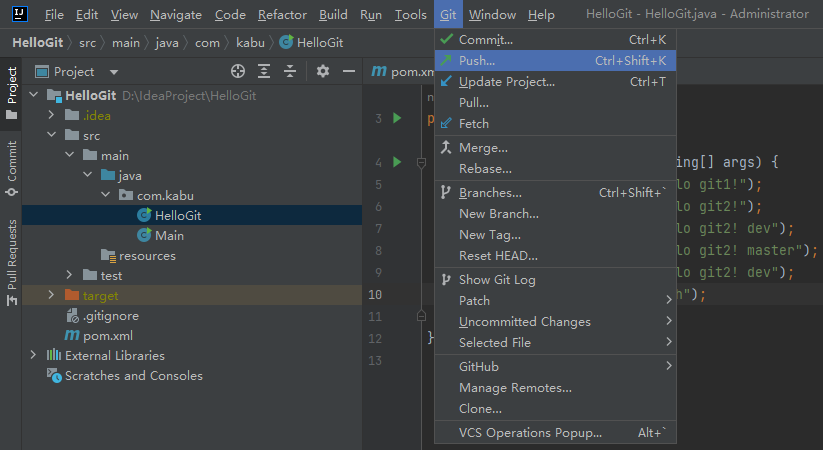 IJ File Edit View Navigate Code Refactor Build Run Tools Git Window Help HelloGit - HelloGit.java - Administrator
HelloGit src main java com kabu HelloGit
Project
Commit
Pull Requests
Project
HelloGit D:\IdeaProject\HelloGit
.idea
src
main
java
com.kabu
HelloGit
Main
resources
test
target
.gitignore
pom.xml
External Libraries
Scratches and Consoles
pom.xm
Commit... Ctrl+K
Push... Ctrl+Shift+K
Update Project... Ctrl+T
Pull...
Fetch
Merge...
Rebase...
Branches... Ctrl+Shift+`
New Branch...
New Tag...
Reset HEAD...
Show Git Log
Patch
Uncommitted Changes
Selected File
GitHub
Manage Remotes...
Clone...
VCS Operations Popup... Alt+`
3 p
4 ing[] args) {
5 lo git1!");
6 lo git2!");
7 lo git2! dev");
8 lo git2! master");
9 lo git2! dev");
10 h");
11
12 }
13